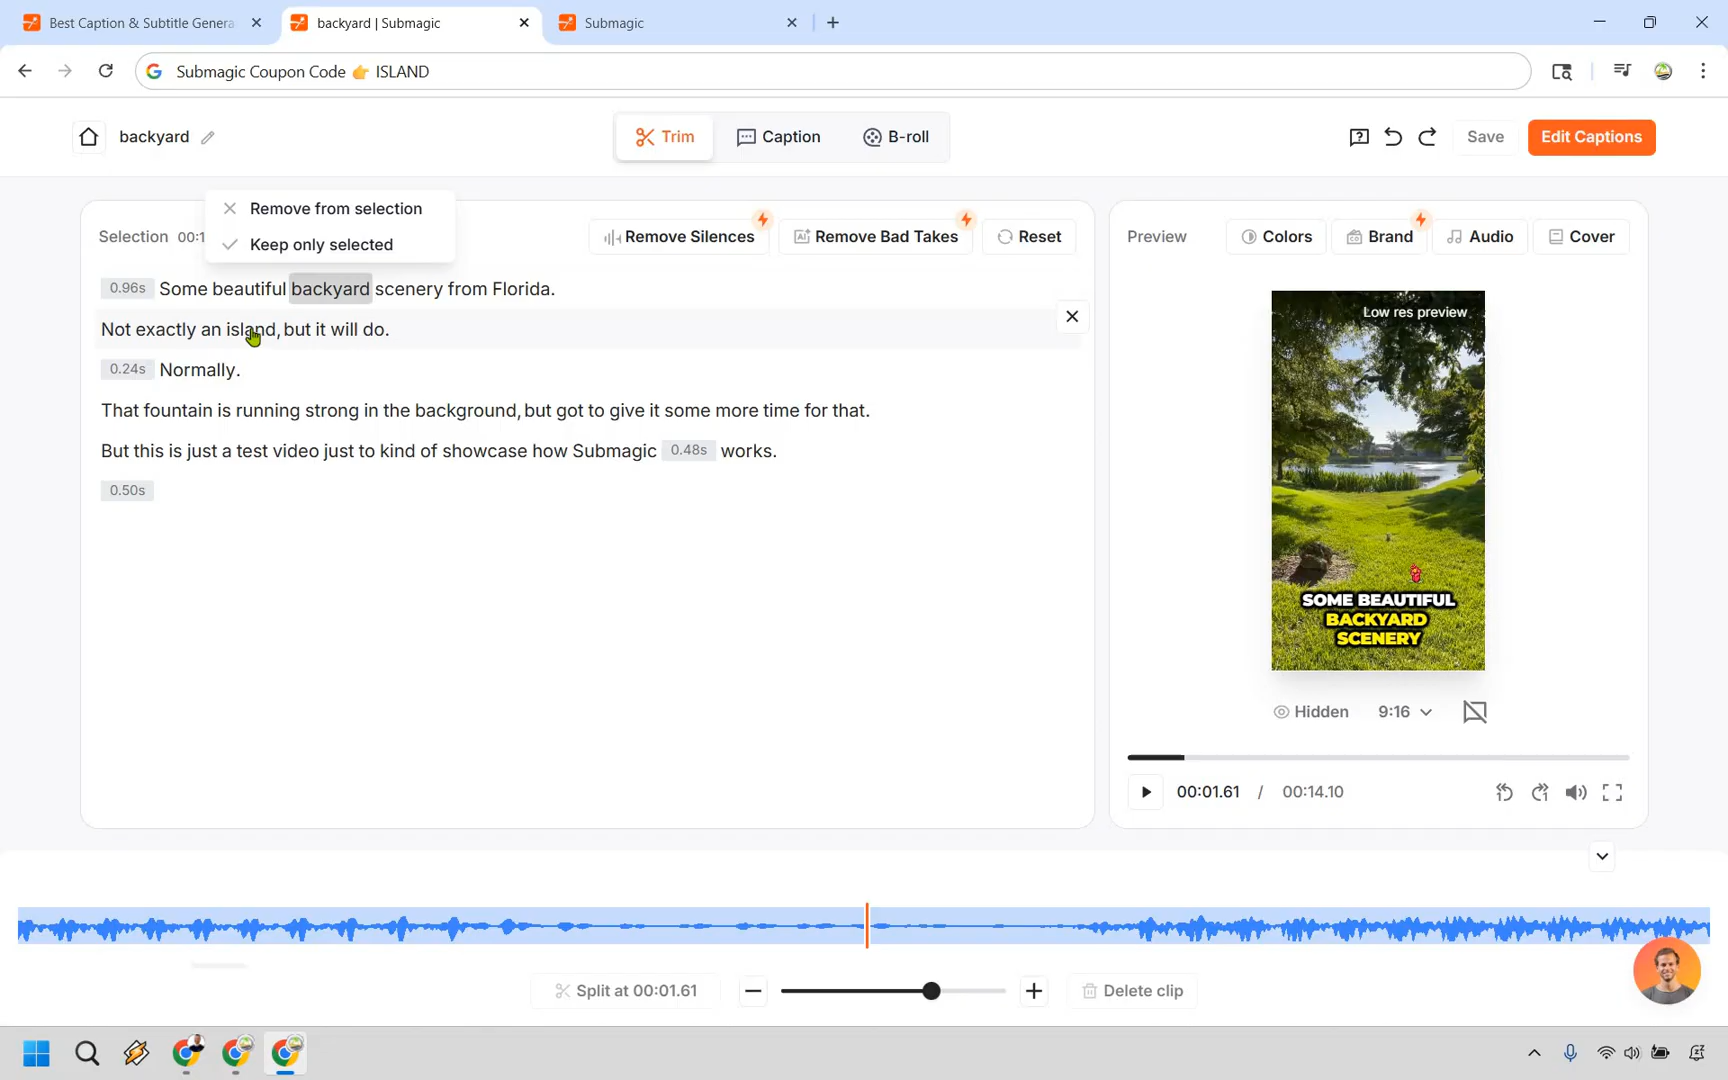 Best Caption & Subtitle Genera
backyard | Submagic
Submagic
Submagic Coupon Code 👉 ISLAND
backyard
Trim
Caption
B-roll
Save
Edit Captions
Remove from selection
Keep only selected
Selection 00:1
Remove Silences
Remove Bad Takes
Reset
0.96s Some beautiful backyard scenery from Florida.
Not exactly an island, but it will do.
0.24s Normally.
That fountain is running strong in the background, but got to give it some more time for that.
But this is just a test video just to kind of showcase how Submagic 0.48s works.
0.50s
Preview
Colors
Brand
Audio
Cover
Low res preview
SOME BEAUTIFUL
BACKYARD
SCENERY
Hidden
9:16
00:01.61 / 00:14.10
Split at 00:01.61
Delete clip